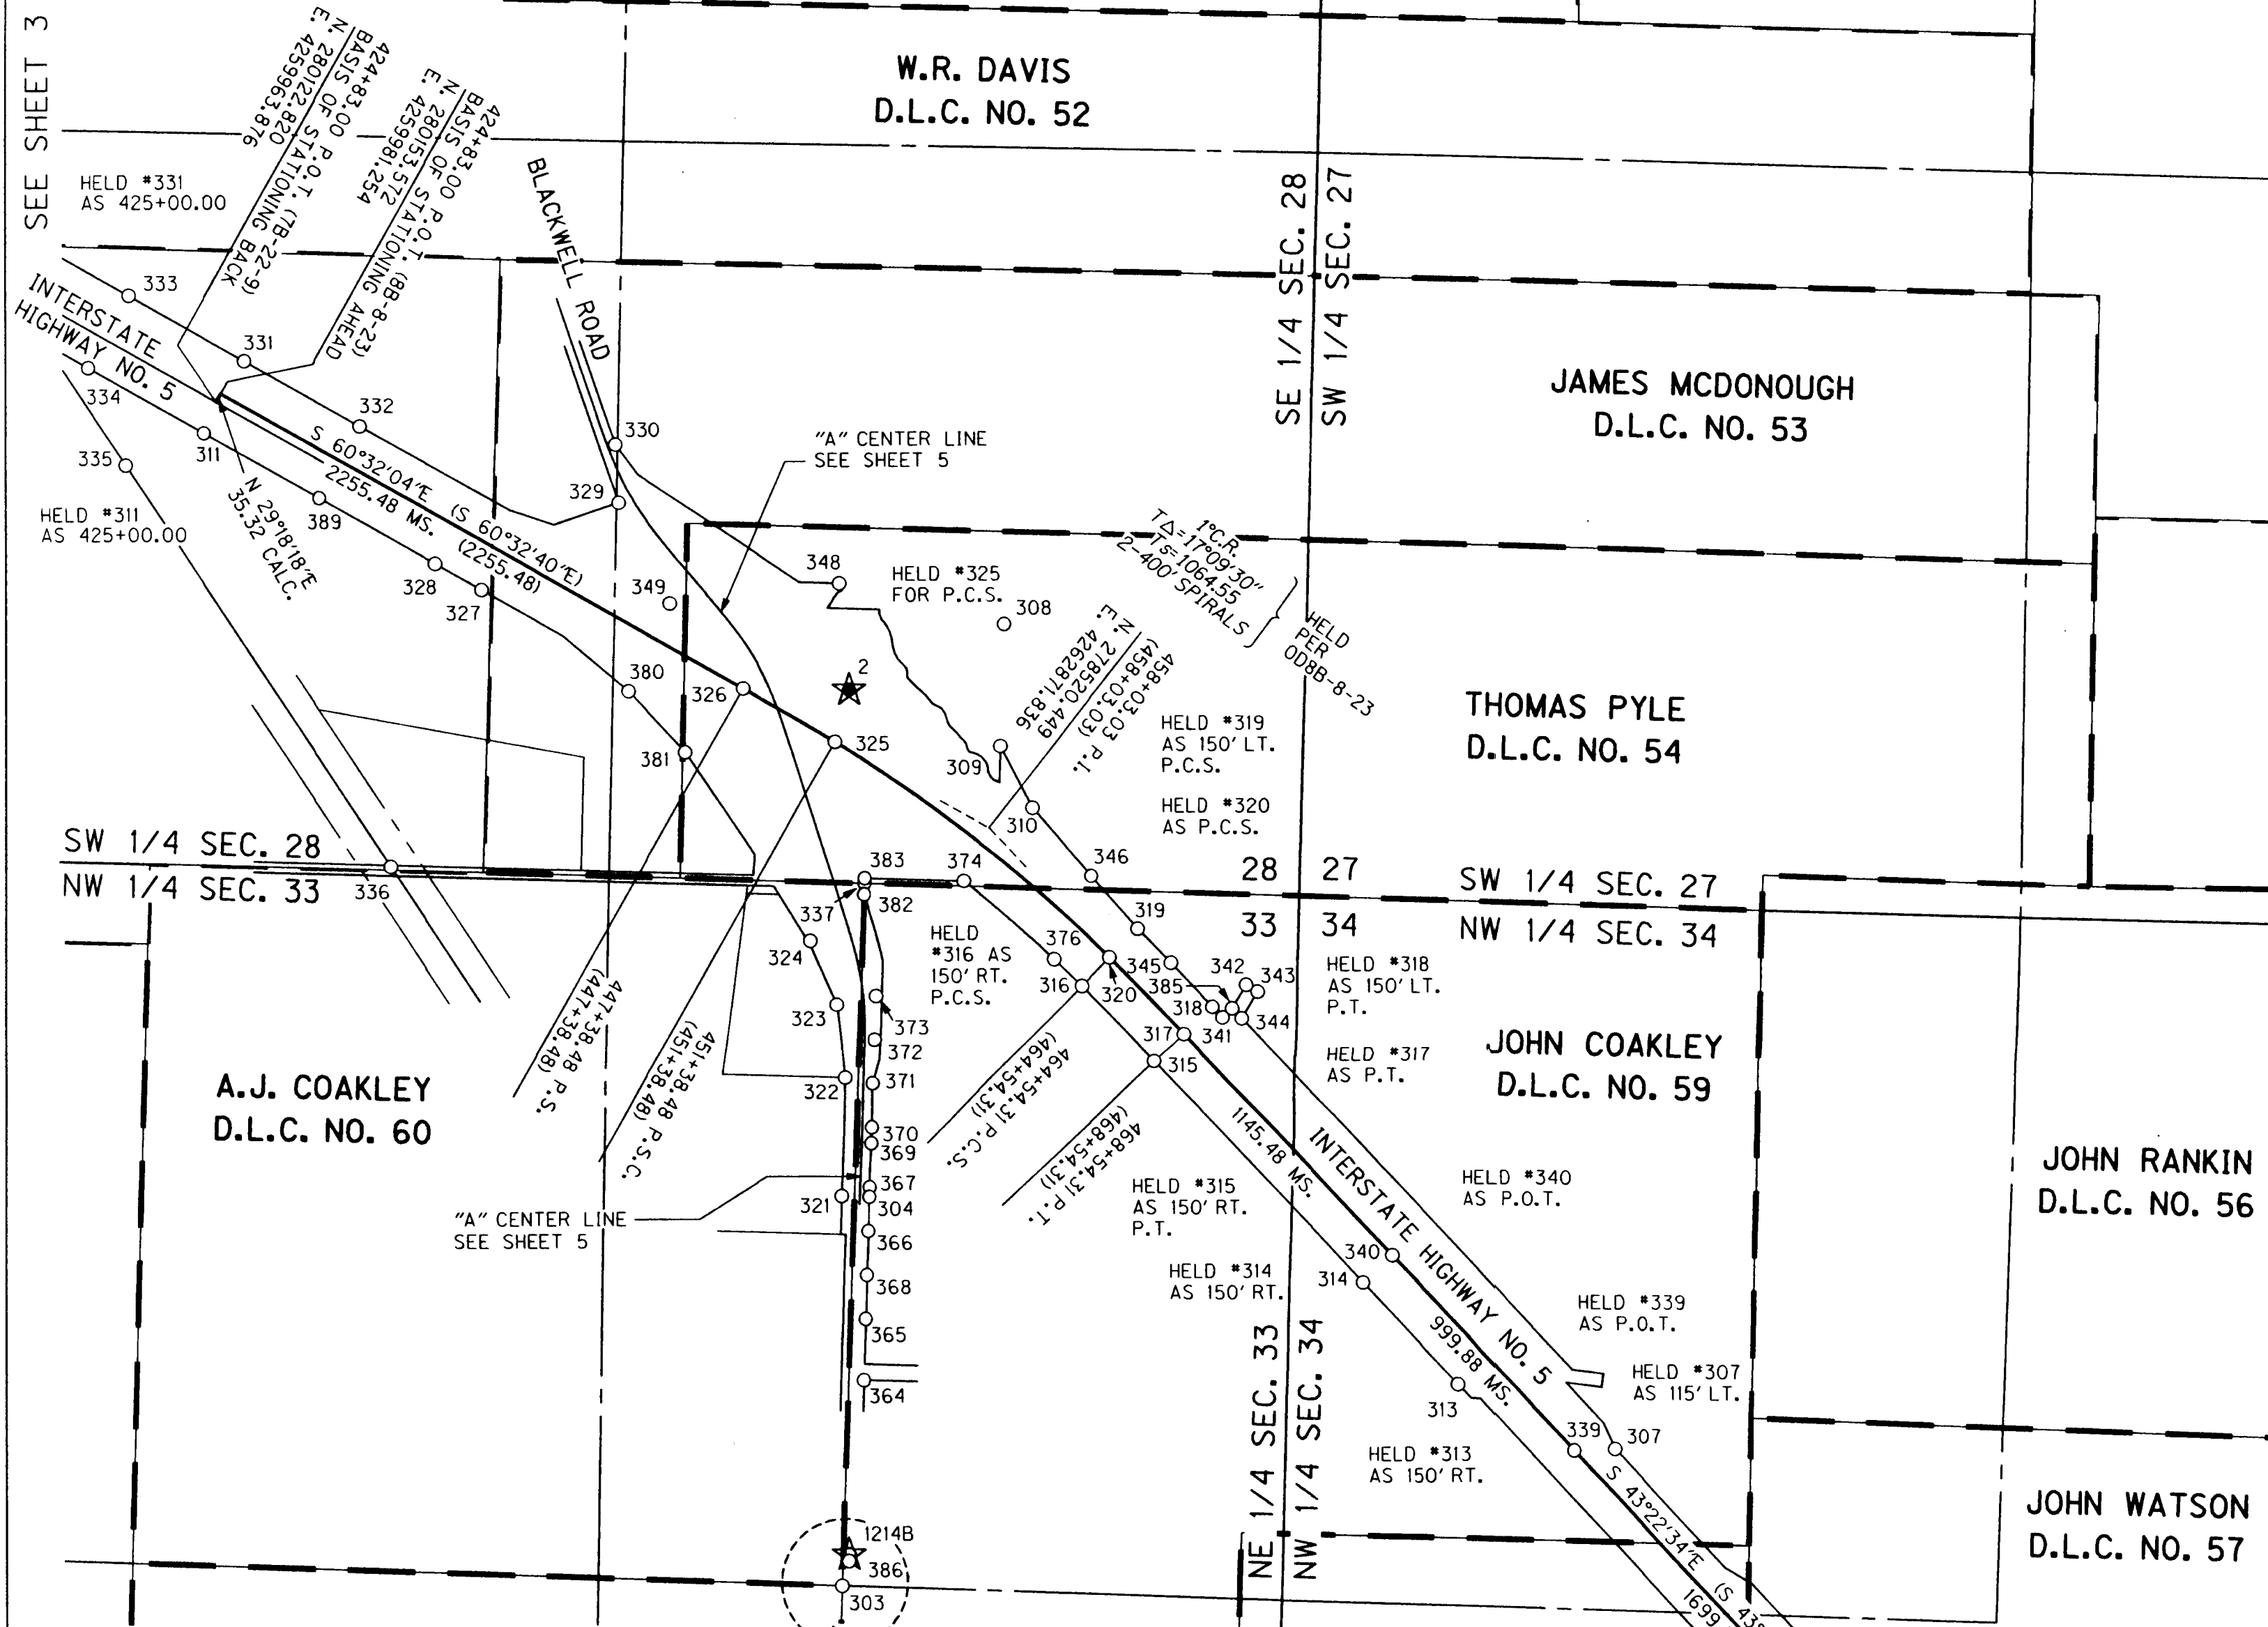 SEE SHEET 3
W.R. DAVIS
D.L.C. NO. 52
424+83.00 P.O.T. (7B-22-9)
BASIS OF STATIONING BACK
N. 280122.820
E. 4259963.876
424+83.00 P.O.T. (8B-8-23)
BASIS OF STATIONING AHEAD
N. 280153.572
E. 4259981.254
HELD #331
AS 425+00.00
BLACKWELL ROAD
SE 1/4 SEC. 28
SW 1/4 SEC. 27
333
INTERSTATE
HIGHWAY NO. 5
331
334
332
311
335
389
330
329
328
327
JAMES MCDONOUGH
D.L.C. NO. 53
"A" CENTER LINE
SEE SHEET 5
S 60°32'04"E (S 60°32'40"E)
2255.48 MS. (2255.48)
N 29°18'18"E
35.32 CALC.
HELD #311
AS 425+00.00
348
349
HELD #325
FOR P.C.S.
308
1°C.R.
T△=17°09'30"
Ts=1064.55
2-400' SPIRALS
HELD
PER
OD8B-8-23
2
380
326
325
381
458+03.03
(458+03.03) P.I.
N. 278520.449
E. 4262871.836
309
310
HELD #319
AS 150' LT.
P.C.S.
HELD #320
AS P.C.S.
THOMAS PYLE
D.L.C. NO. 54
SW 1/4 SEC. 28
NW 1/4 SEC. 33
336
383
374
337
382
346
28
27
33
34
SW 1/4 SEC. 27
NW 1/4 SEC. 34
319
324
HELD
#316 AS
150' RT.
P.C.S.
376
345
342
343
385
316
320
318
341
344
317
315
HELD #318
AS 150' LT.
P.T.
HELD #317
AS P.T.
JOHN COAKLEY
D.L.C. NO. 59
323
373
372
322
371
370
369
447+38.48 P.S.
(447+38.48)
451+38.48 P.S.C.
(451+38.48)
464+54.31 P.C.S.
(464+54.31)
468+54.31 P.T.
(468+54.31)
A.J. COAKLEY
D.L.C. NO. 60
1145.48 MS.
INTERSTATE HIGHWAY NO. 5
367
321
304
366
368
365
364
"A" CENTER LINE
SEE SHEET 5
HELD #315
AS 150' RT.
P.T.
HELD #340
AS P.O.T.
JOHN RANKIN
D.L.C. NO. 56
HELD #314
AS 150' RT.
340
314
HELD #339
AS P.O.T.
999.88 MS.
HELD #307
AS 115' LT.
313
339
307
NE 1/4 SEC. 33
NW 1/4 SEC. 34
HELD #313
AS 150' RT.
S 43°22'34"E (S 43°
1699
JOHN WATSON
D.L.C. NO. 57
1214B
386
303